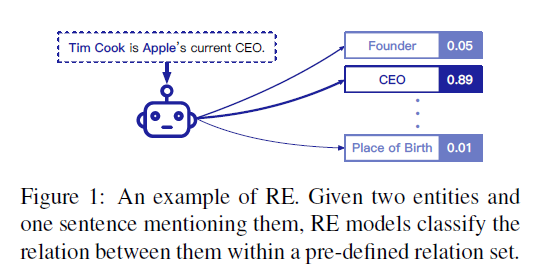 Tim Cook is Apple's current CEO.
Founder 0.05
CEO 0.89
Place of Birth 0.01
Figure 1: An example of RE. Given two entities and
one sentence mentioning them, RE models classify the
relation between them within a pre-defined relation set.